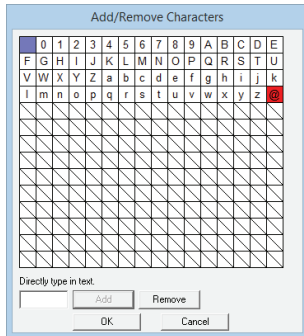 Add/Remove Characters
0 1 2 3 4 5 6 7 8 9 A B C D E
F G H I J K L M N O P Q R S T U
V W X Y Z a b c d e f g h i j k
l m n o p q r s t u v w x y z @
Directly type in text.
Add Remove
OK Cancel